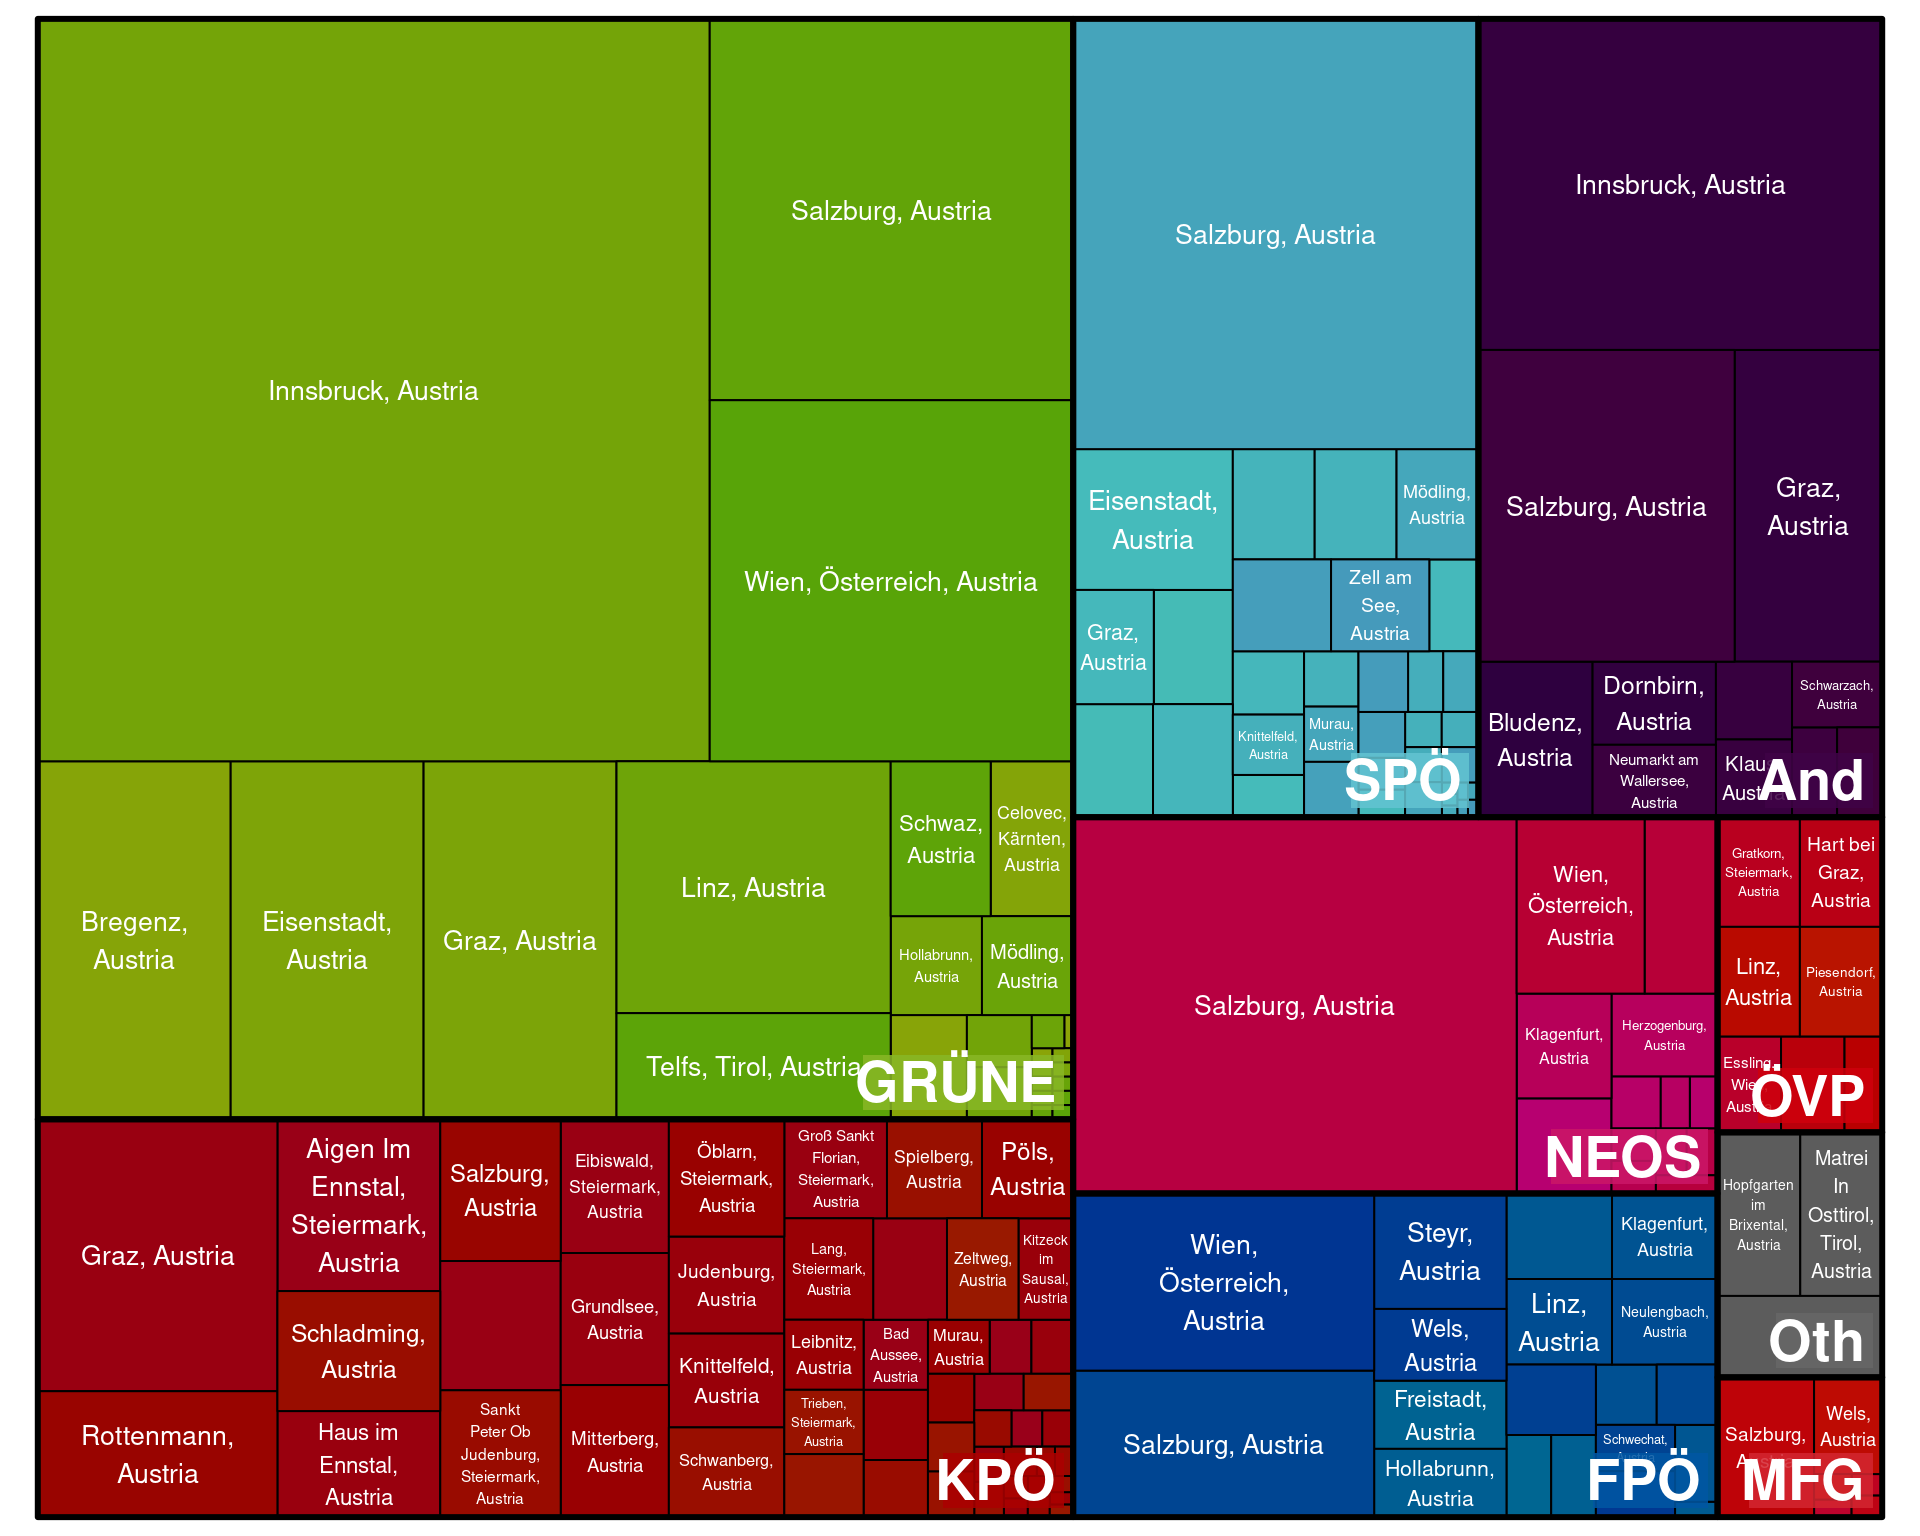 Innsbruck, Austria
Salzburg, Austria
Wien, Österreich, Austria
Bregenz,
Austria
Eisenstadt,
Austria
Graz, Austria
Linz, Austria
Telfs, Tirol, Austria
Schwaz,
Austria
Celovec,
Kärnten,
Austria
Hollabrunn,
Austria
Mödling,
Austria
GRÜNE
Salzburg, Austria
Eisenstadt,
Austria
Graz,
Austria
Mödling,
Austria
Zell am
See,
Austria
Knittelfeld,
Austria
Murau,
Austria
SPÖ
Innsbruck, Austria
Salzburg, Austria
Graz,
Austria
Bludenz,
Austria
Dornbirn,
Austria
Neumarkt am
Wallersee,
Austria
Schwarzach,
Austria
Klaus,
Austria
And
Graz, Austria
Rottenmann,
Austria
Aigen Im
Ennstal,
Steiermark,
Austria
Schladming,
Austria
Haus im
Ennstal,
Austria
Salzburg,
Austria
Sankt
Peter Ob
Judenburg,
Steiermark,
Austria
Eibiswald,
Steiermark,
Austria
Grundlsee,
Austria
Mitterberg,
Austria
Öblarn,
Steiermark,
Austria
Judenburg,
Austria
Knittelfeld,
Austria
Schwanberg,
Austria
Groß Sankt
Florian,
Steiermark,
Austria
Spielberg,
Austria
Pöls,
Austria
Lang,
Steiermark,
Austria
Zeltweg,
Austria
Kitzeck
im
Sausal,
Austria
Leibnitz,
Austria
Bad
Aussee,
Austria
Murau,
Austria
Trieben,
Steiermark,
Austria
KPÖ
Salzburg, Austria
Wien,
Österreich,
Austria
Klagenfurt,
Austria
Herzogenburg,
Austria
NEOS
Gratkorn,
Steiermark,
Austria
Hart bei
Graz,
Austria
Linz,
Austria
Piesendorf,
Austria
Essling,
Wien,
Austria
ÖVP
Wien,
Österreich,
Austria
Salzburg, Austria
Steyr,
Austria
Wels,
Austria
Freistadt,
Austria
Hollabrunn,
Austria
Klagenfurt,
Austria
Linz,
Austria
Neulengbach,
Austria
Schwechat,
Austria
FPÖ
Hopfgarten
im
Brixental,
Austria
Matrei
In
Osttirol,
Tirol,
Austria
Oth
Salzburg,
Austria
Wels,
Austria
MFG